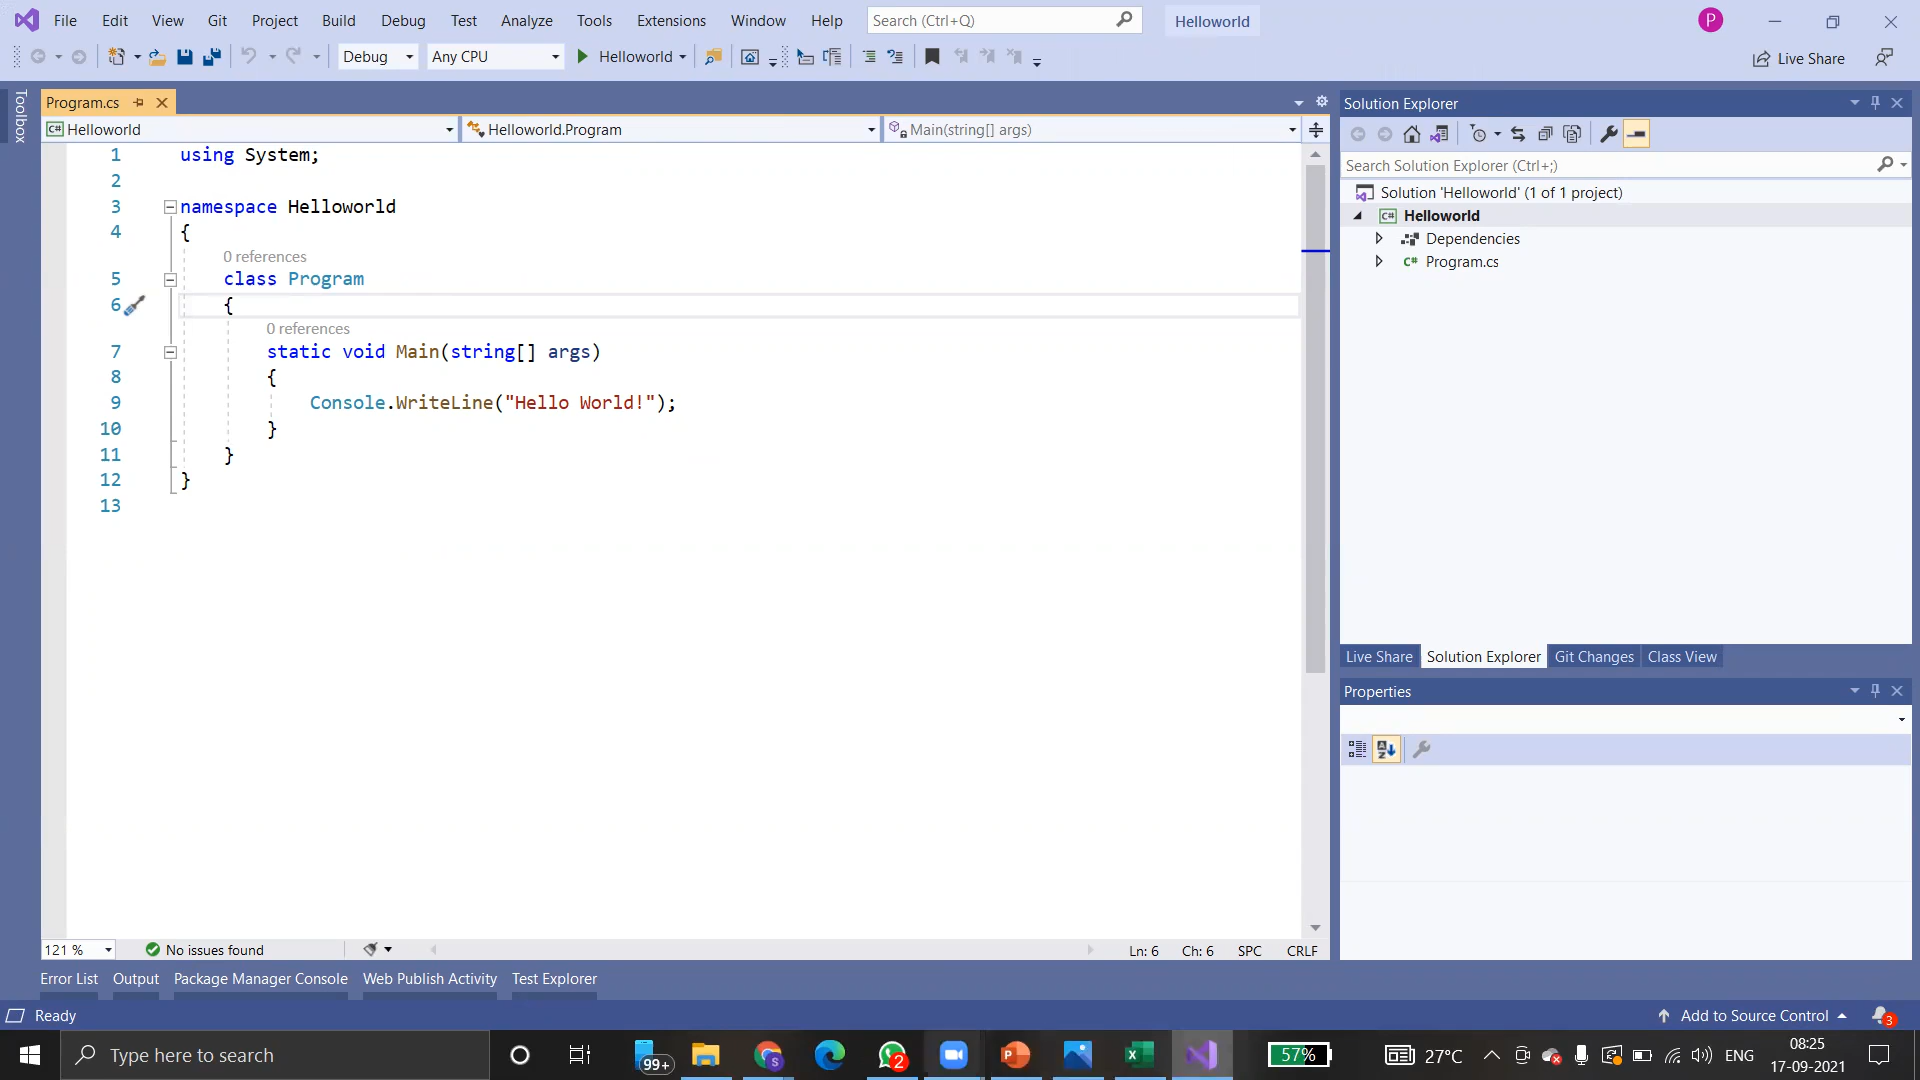 File Edit View Git Project Build Debug Test Analyze Tools Extensions Window Help Search (Ctrl+Q) Helloworld P
Debug Any CPU Helloworld Live Share
Toolbox
Program.cs
C# Helloworld Helloworld.Program Main(string[] args)
1 using System;
2
3 namespace Helloworld
4 {
0 references
5 class Program
6 {
0 references
7 static void Main(string[] args)
8 {
9 Console.WriteLine("Hello World!");
10 }
11 }
12 }
13
121 % No issues found Ln: 6 Ch: 6 SPC CRLF
Solution Explorer
Search Solution Explorer (Ctrl+;)
Solution 'Helloworld' (1 of 1 project)
C# Helloworld
Dependencies
C# Program.cs
Live Share Solution Explorer Git Changes Class View
Properties
Error List Output Package Manager Console Web Publish Activity Test Explorer
Ready Add to Source Control 3
Type here to search 99+ S 2 57% 27°C ENG 08:25
17-09-2021